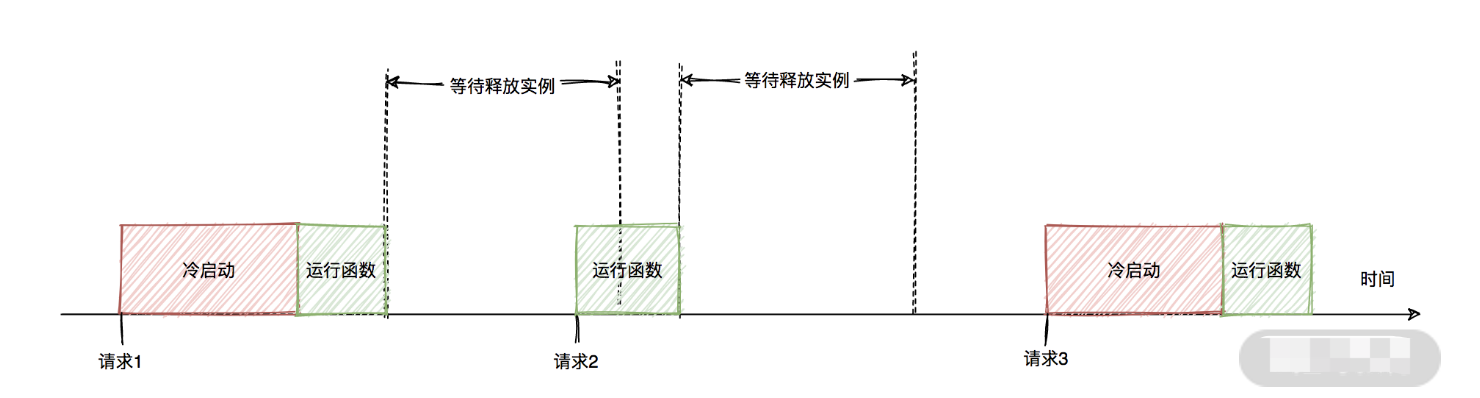 等待释放实例
等待释放实例
冷启动
运行函数
运行函数
冷启动
运行函数
时间
请求1
请求2
请求3